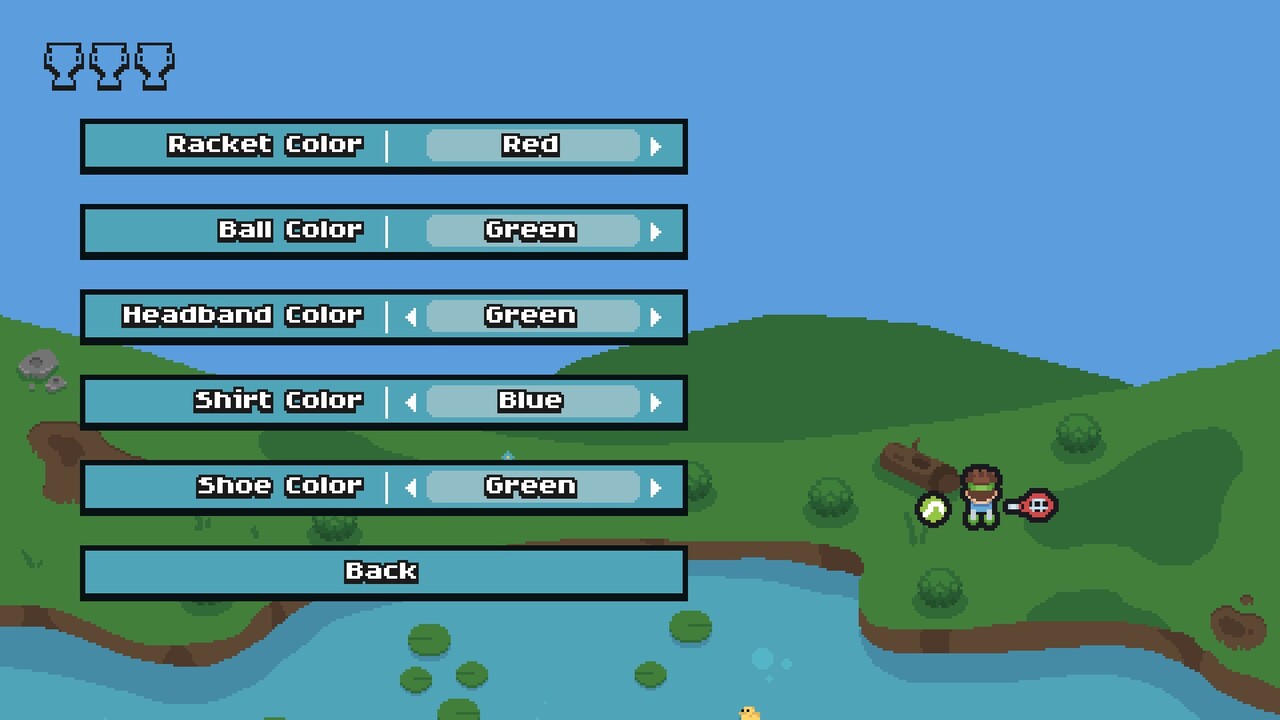 Racket Color Red
Ball Color Green
Headband Color Green
Shirt Color Blue
Shoe Color Green
Back